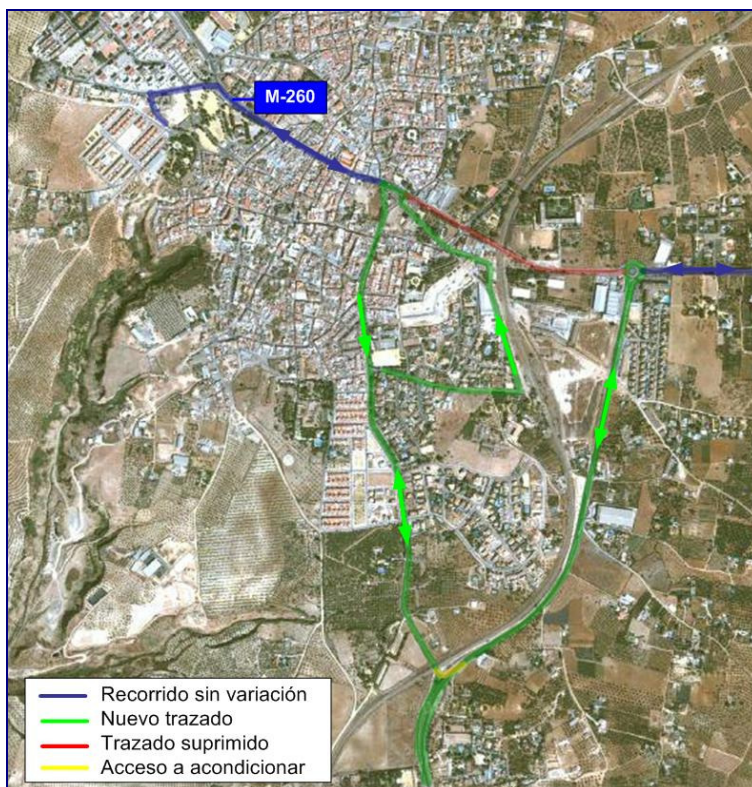 M-260
Recorrido sin variación
Nuevo trazado
Trazado suprimido
Acceso a acondicionar